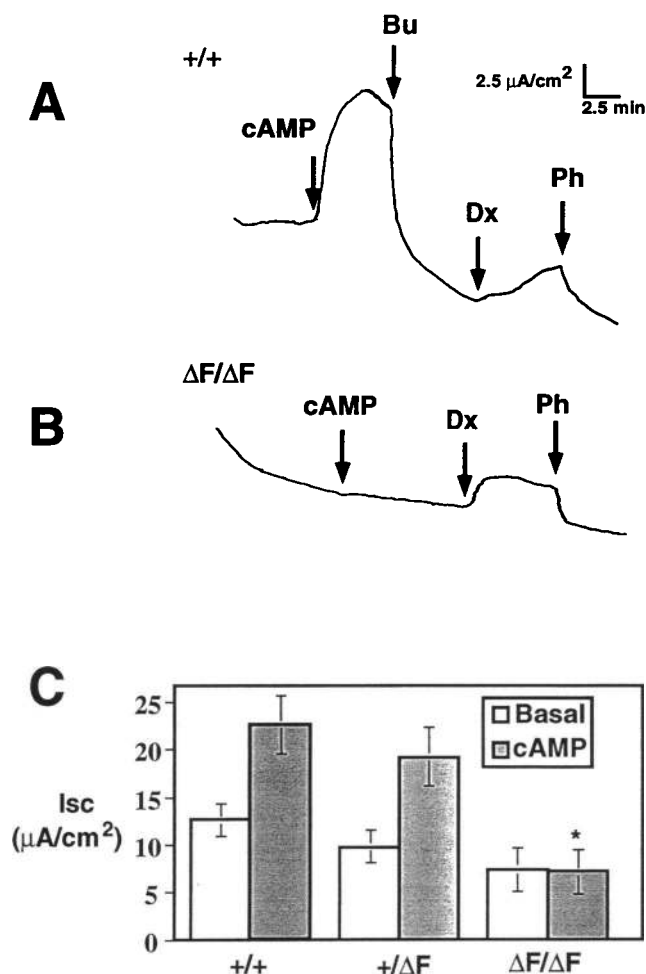 A
+/+
Bu
2.5 μA/cm²
2.5 min
cAMP
Dx
Ph
B
ΔF/ΔF
cAMP
Dx
Ph
C
Isc
(μA/cm²)
25
20
15
10
5
0
Basal
cAMP
*
+/+
+/ΔF
ΔF/ΔF